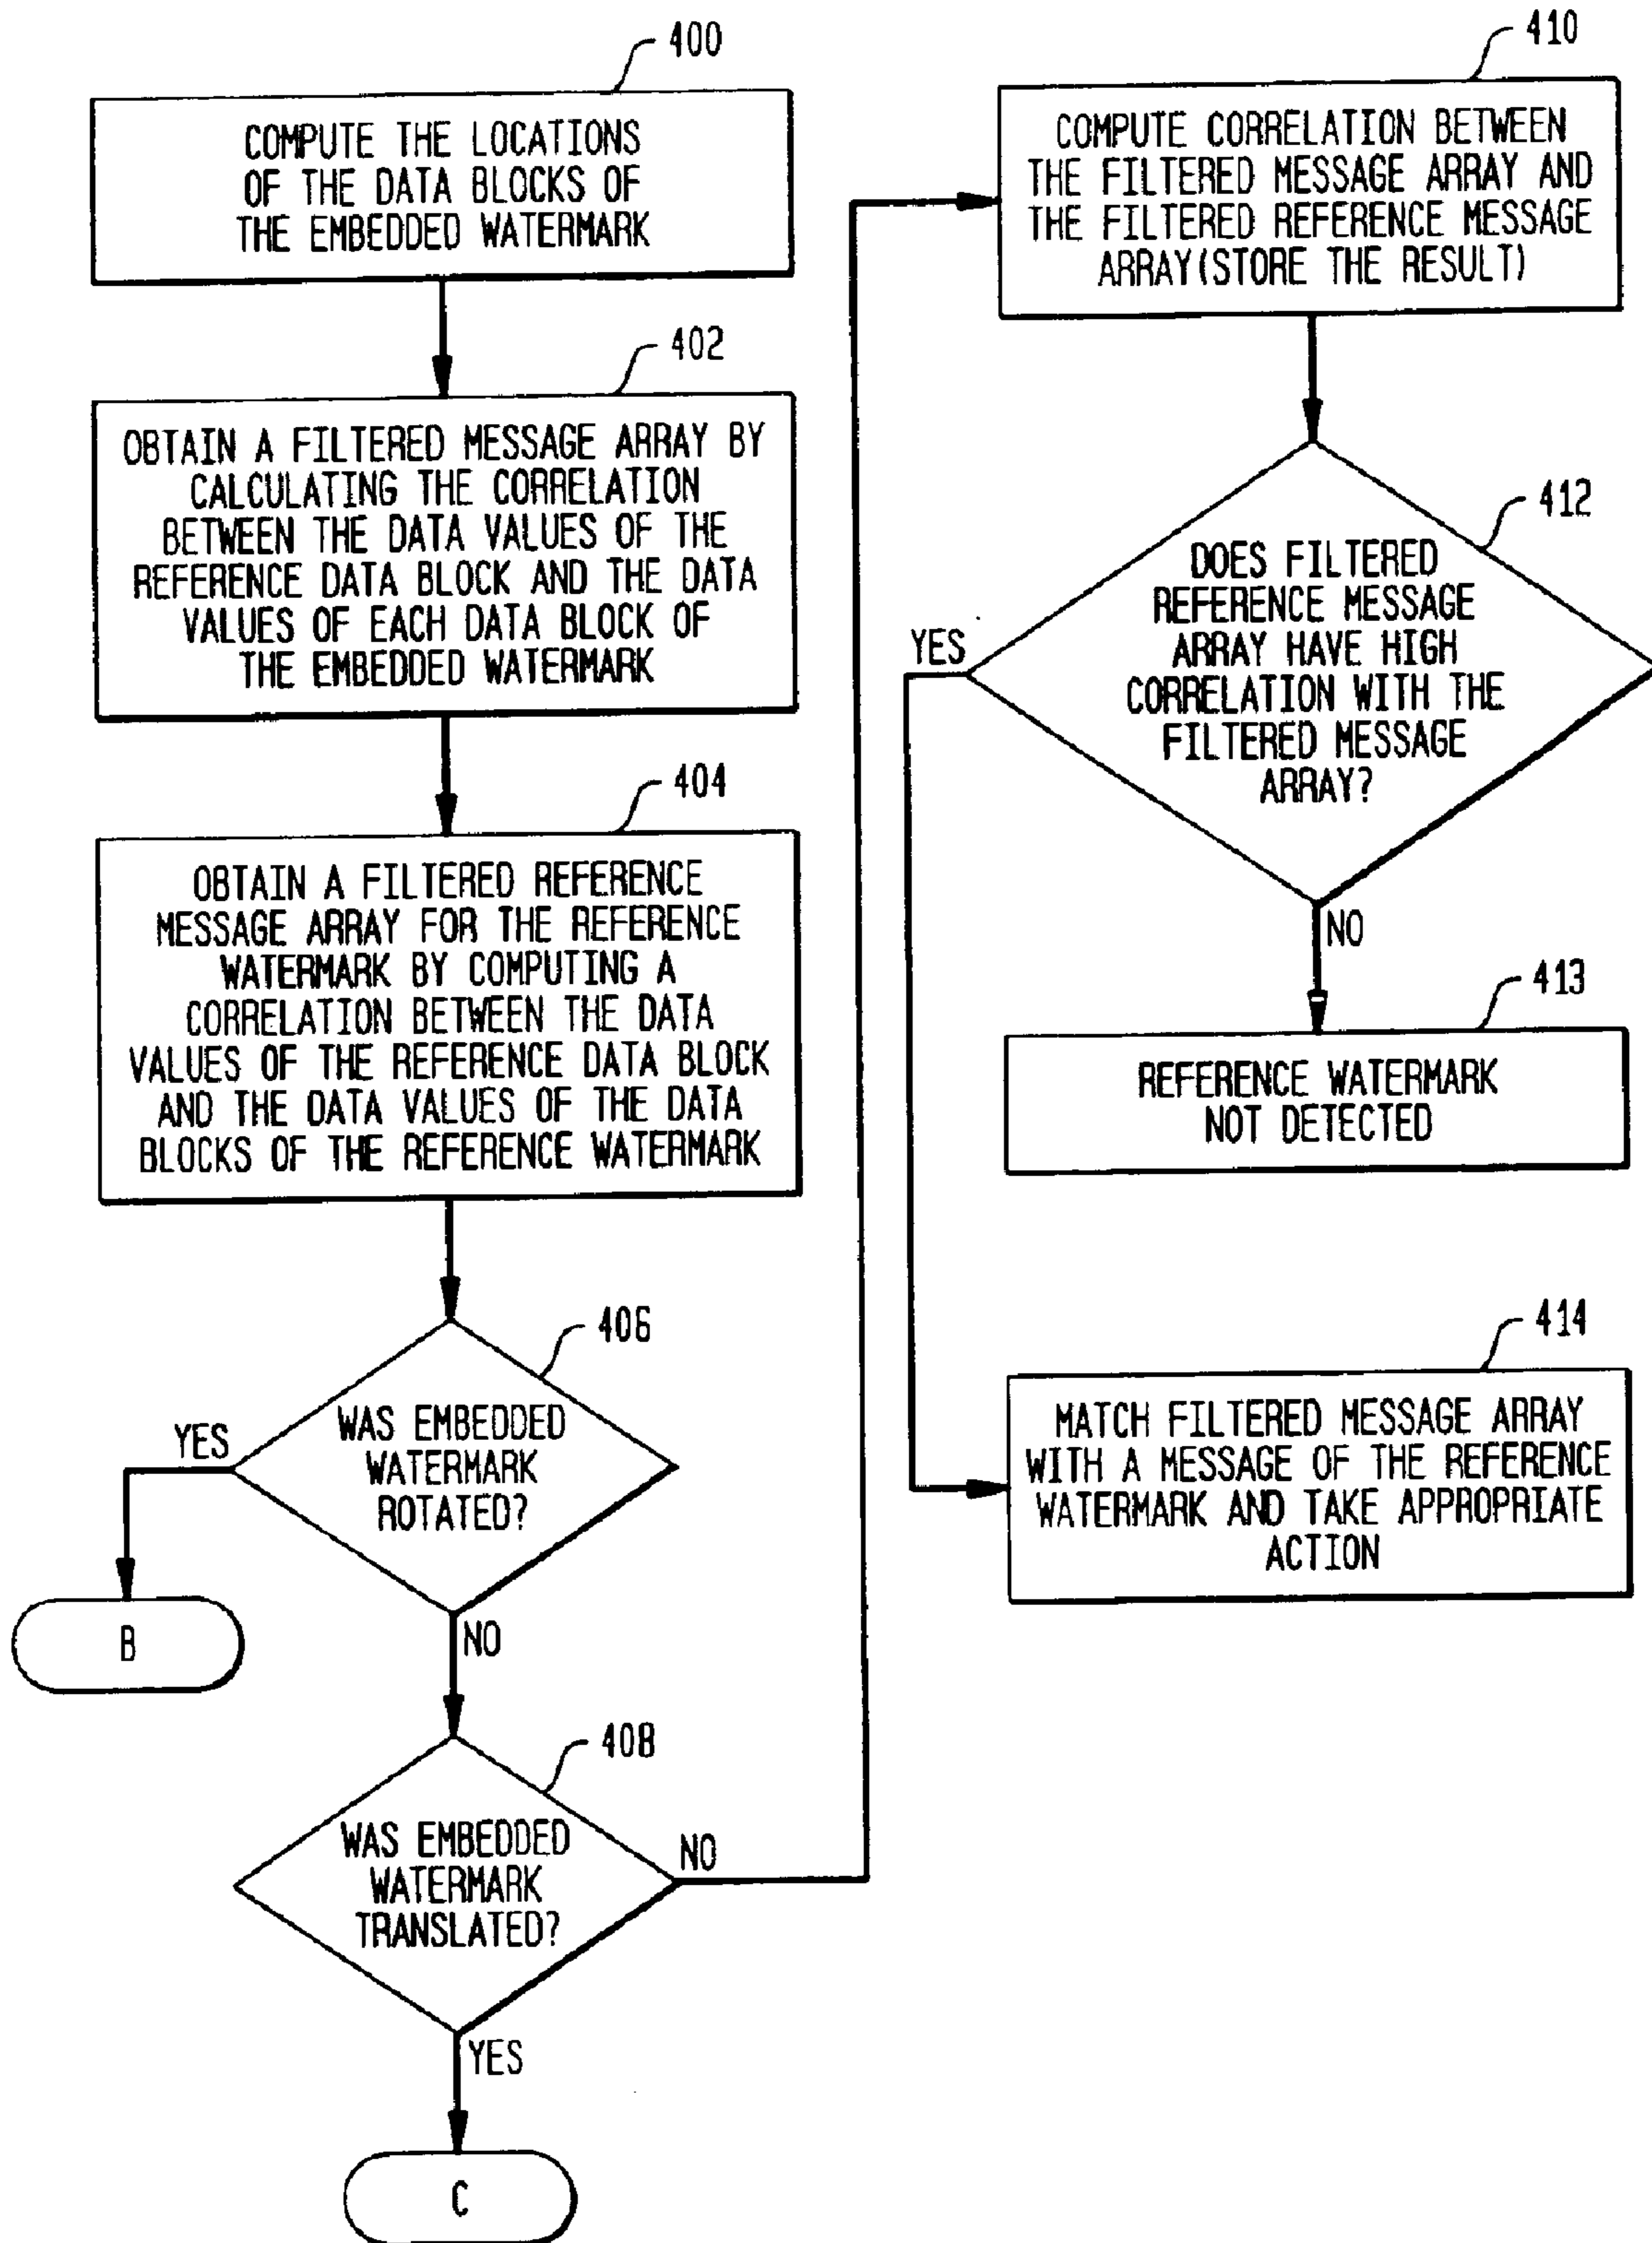 400
COMPUTE THE LOCATIONS
OF THE DATA BLOCKS OF
THE EMBEDDED WATERMARK
402
OBTAIN A FILTERED MESSAGE ARRAY BY
CALCULATING THE CORRELATION
BETWEEN THE DATA VALUES OF THE
REFERENCE DATA BLOCK AND THE DATA
VALUES OF EACH DATA BLOCK OF
THE EMBEDDED WATERMARK
404
OBTAIN A FILTERED REFERENCE
MESSAGE ARRAY FOR THE REFERENCE
WATERMARK BY COMPUTING A
CORRELATION BETWEEN THE DATA
VALUES OF THE REFERENCE DATA BLOCK
AND THE DATA VALUES OF THE DATA
BLOCKS OF THE REFERENCE WATERMARK
406
YES
WAS EMBEDDED
WATERMARK
ROTATED?
B
NO
408
WAS EMBEDDED
WATERMARK
TRANSLATED?
NO
YES
C
410
COMPUTE CORRELATION BETWEEN
THE FILTERED MESSAGE ARRAY AND
THE FILTERED REFERENCE MESSAGE
ARRAY(STORE THE RESULT)
412
DOES FILTERED
REFERENCE MESSAGE
ARRAY HAVE HIGH
CORRELATION WITH THE
FILTERED MESSAGE
ARRAY?
YES
NO
413
REFERENCE WATERMARK
NOT DETECTED
414
MATCH FILTERED MESSAGE ARRAY
WITH A MESSAGE OF THE REFERENCE
WATERMARK AND TAKE APPROPRIATE
ACTION